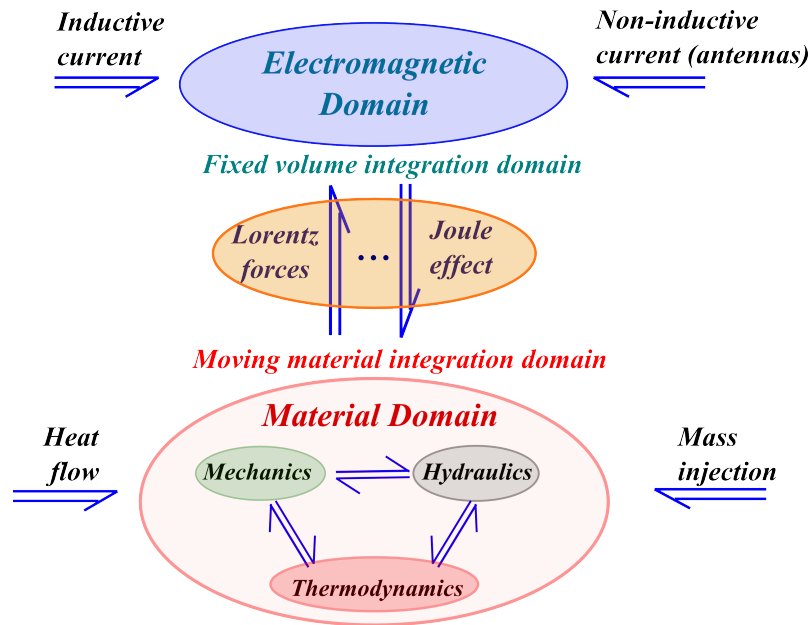 Inductive
current
Non-inductive
current (antennas)
Electromagnetic
Domain
Fixed volume integration domain
Lorentz
forces
...
Joule
effect
Moving material integration domain
Material Domain
Heat
flow
Mechanics
Hydraulics
Mass
injection
Thermodynamics